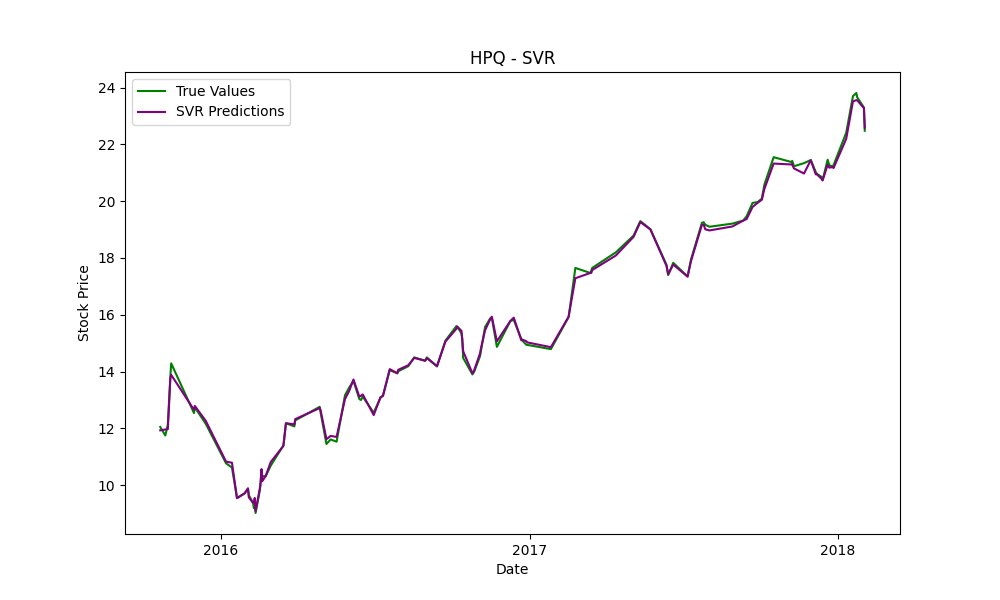 HPQ - SVR
True Values
SVR Predictions
Stock Price
24
22
20
18
16
14
12
10
2016
2017
2018
Date